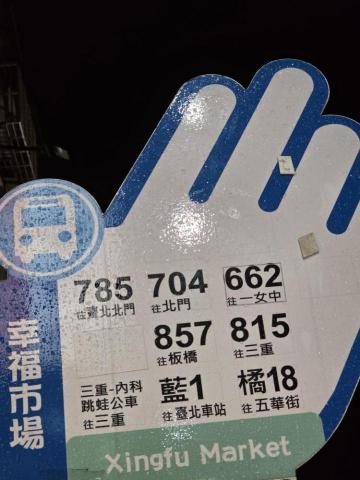 785 704 662
往臺北北門 往北門 往一女中
857 815
往板橋 往三重
三重-內科
跳蛙公車
往三重
藍1
往臺北車站
橘18
往五華街
幸福市場
Xingfu Market